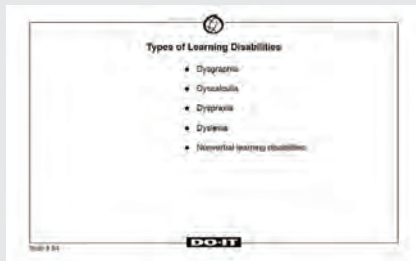 Types of Learning Disabilities
• Dysgraphia
• Dyscalculia
• Dyspraxia
• Dyslexia
• Nonverbal learning disabilities
DO-IT